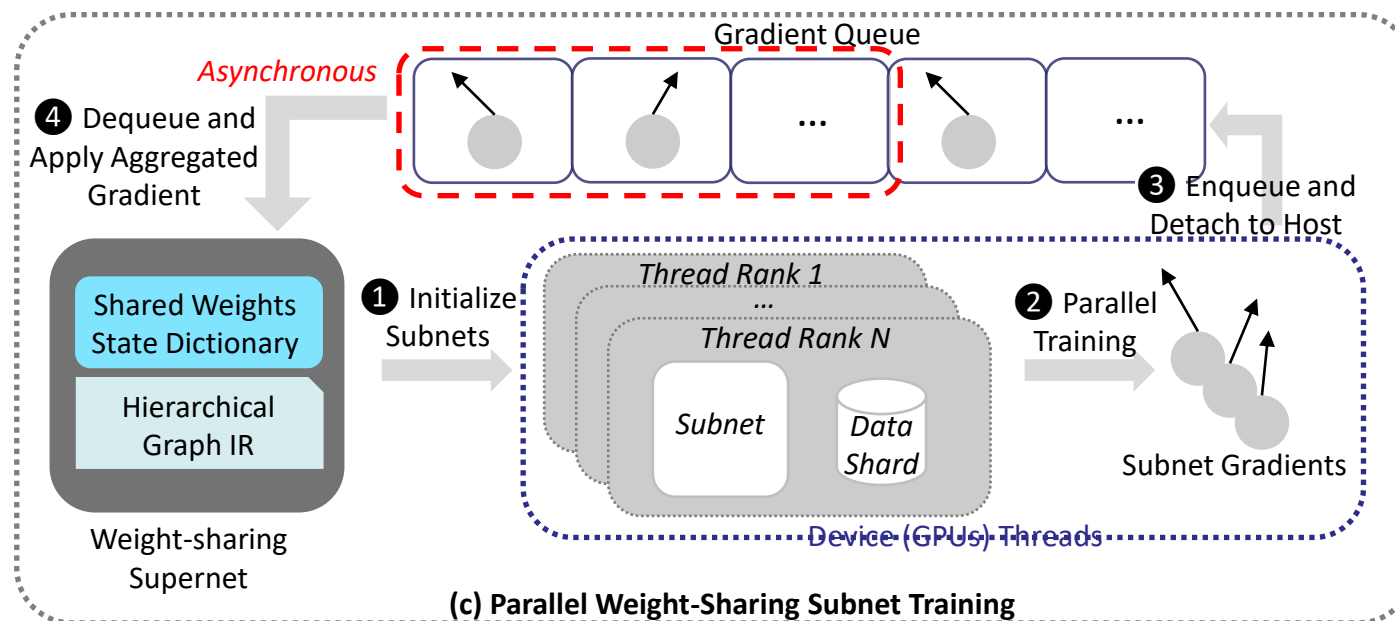 Gradient Queue
Asynchronous
... ...
4 Dequeue and
Apply Aggregated
Gradient
3 Enqueue and
Detach to Host
Shared Weights
State Dictionary
Hierarchical
Graph IR
Weight-sharing
Supernet
1 Initialize
Subnets
Thread Rank 1
...
Thread Rank N
Subnet
Data
Shard
2 Parallel
Training
Subnet Gradients
Device (GPUs) Threads
(c) Parallel Weight-Sharing Subnet Training